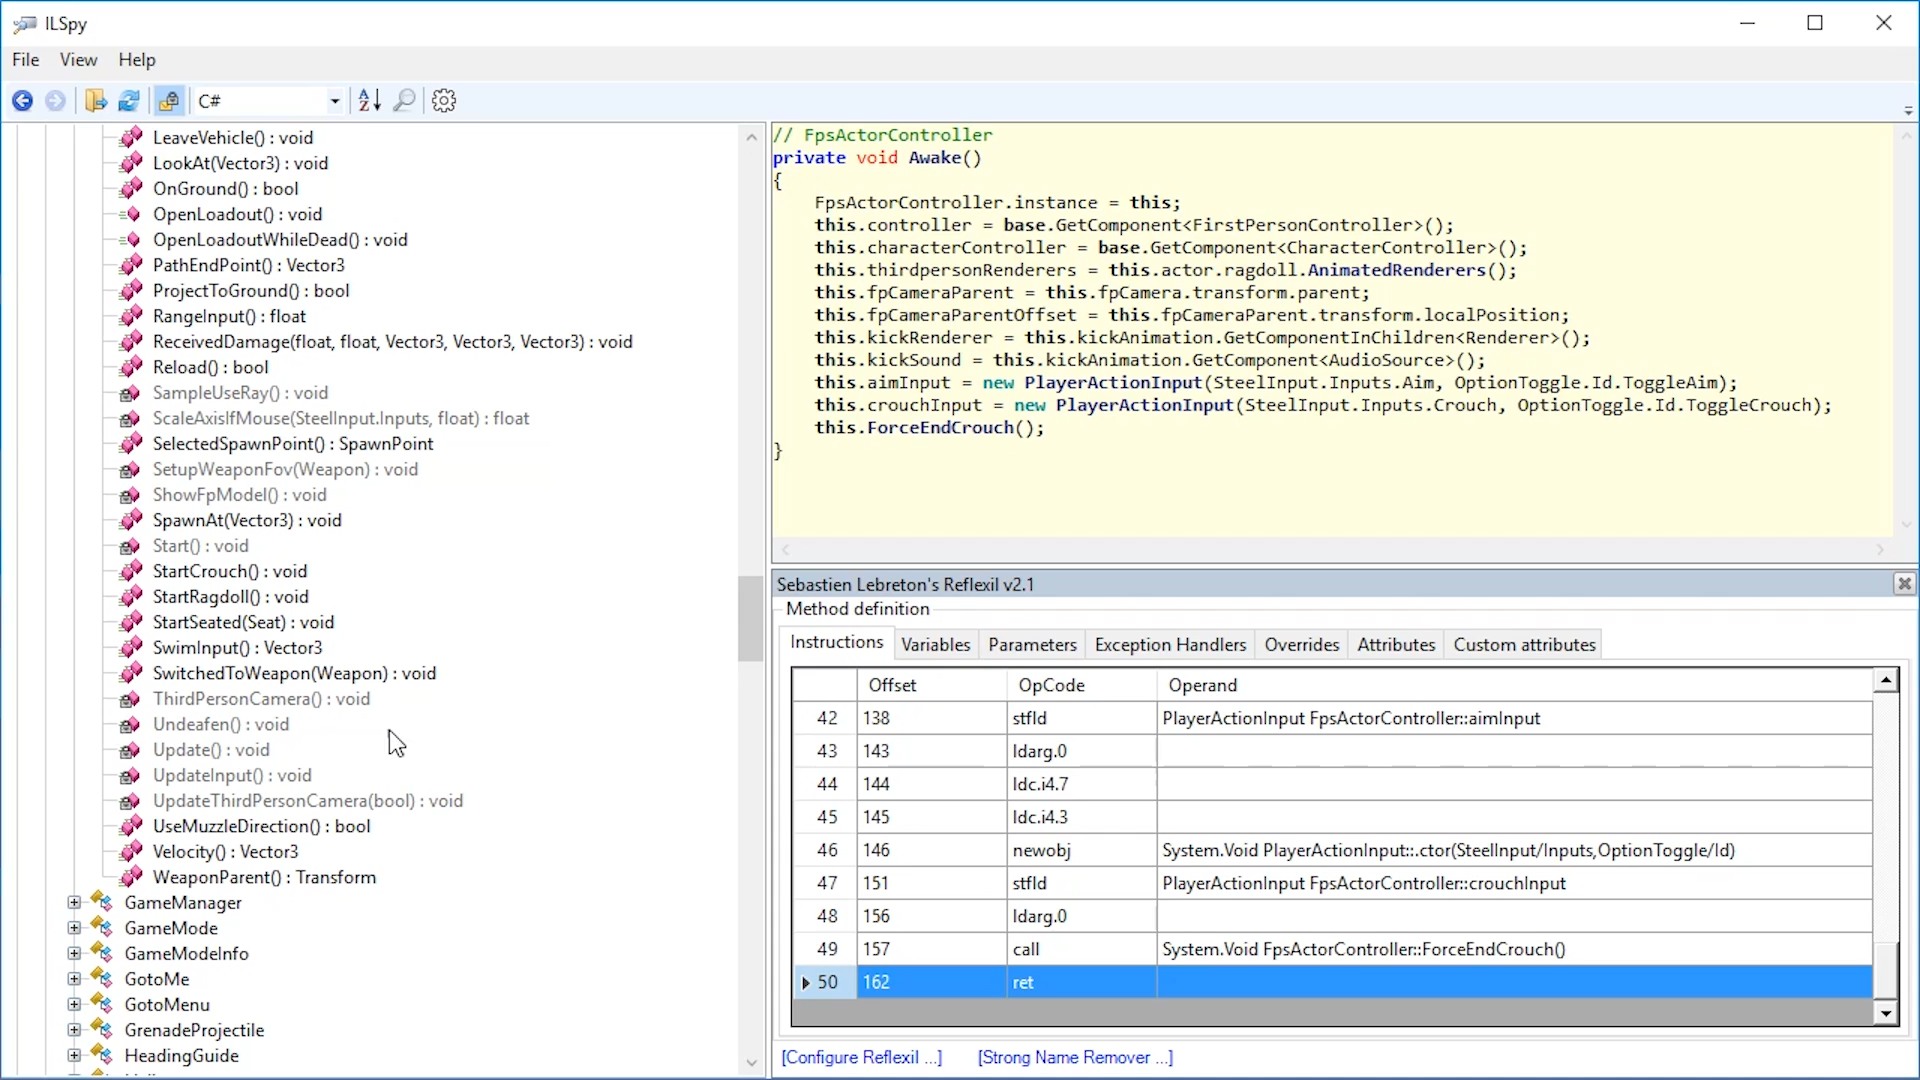 ILSpy
File View Help
C#
LeaveVehicle() : void
LookAt(Vector3) : void
OnGround() : bool
OpenLoadout() : void
OpenLoadoutWhileDead() : void
PathEndPoint() : Vector3
ProjectToGround() : bool
RangeInput() : float
ReceivedDamage(float, float, Vector3, Vector3, Vector3) : void
Reload() : bool
SampleUseRay() : void
ScaleAxisIfMouse(SteelInput.Inputs, float) : float
SelectedSpawnPoint() : SpawnPoint
SetupWeaponFov(Weapon) : void
ShowFpModel() : void
SpawnAt(Vector3) : void
Start() : void
StartCrouch() : void
StartRagdoll() : void
StartSeated(Seat) : void
SwimInput() : Vector3
SwitchedToWeapon(Weapon) : void
ThirdPersonCamera() : void
Undeafen() : void
Update() : void
UpdateInput() : void
UpdateThirdPersonCamera(bool) : void
UseMuzzleDirection() : bool
Velocity() : Vector3
WeaponParent() : Transform
GameManager
GameMode
GameModeInfo
GotoMe
GotoMenu
GrenadeProjectile
HeadingGuide
// FpsActorController
private void Awake()
{
FpsActorController.instance = this;
this.controller = base.GetComponent<FirstPersonController>();
this.characterController = base.GetComponent<CharacterController>();
this.thirdpersonRenderers = this.actor.ragdoll.AnimatedRenderers();
this.fpCameraParent = this.fpCamera.transform.parent;
this.fpCameraParentOffset = this.fpCameraParent.transform.localPosition;
this.kickRenderer = this.kickAnimation.GetComponentInChildren<Renderer>();
this.kickSound = this.kickAnimation.GetComponent<AudioSource>();
this.aimInput = new PlayerActionInput(SteelInput.Inputs.Aim, OptionToggle.Id.ToggleAim);
this.crouchInput = new PlayerActionInput(SteelInput.Inputs.Crouch, OptionToggle.Id.ToggleCrouch);
this.ForceEndCrouch();
}
Sebastien Lebreton's Reflexil v2.1
Method definition
Instructions Variables Parameters Exception Handlers Overrides Attributes Custom attributes
Offset OpCode Operand
42 138 stfld PlayerActionInput FpsActorController::aimInput
43 143 ldarg.0
44 144 ldc.i4.7
45 145 ldc.i4.3
46 146 newobj System.Void PlayerActionInput::.ctor(SteelInput/Inputs,OptionToggle/Id)
47 151 stfld PlayerActionInput FpsActorController::crouchInput
48 156 ldarg.0
49 157 call System.Void FpsActorController::ForceEndCrouch()
50 162 ret
[Configure Reflexil ...] [Strong Name Remover ...]